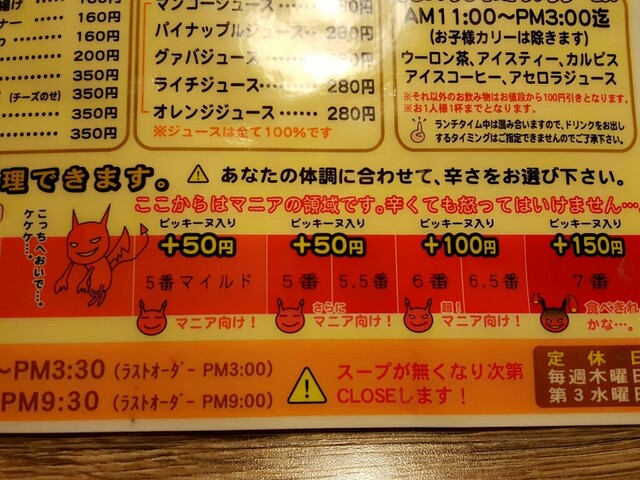 160円
160円
160円
200円
350円
(チーズのせ) 350円
350円
350円
マンゴージュース
パイナップルジュース…… 280円
グァバジュース……… 280円
ライチジュース……… 280円
オレンジジュース…… 280円
※ジュースは全て100%です
AM11:00〜PM3:00迄
(お子様カリーは除きます)
ウーロン茶、アイスティー、カルピス
アイスコーヒー、アセロラジュース
※それ以外のお飲み物はお値段から100円引きとなります。
※お1人様1杯までとなります。
ランチタイム中は混み合いますので、ドリンクをお出し
するタイミングはご指定できませんのでご了承下さい。
理できます。
あなたの体調に合わせて、辛さをお選び下さい。
ここからはマニアの領域です。辛くても怒ってはいけません…
こっちへおいで…。
ケケケ…。
ピッキーヌ入り
+50円
5番マイルド
マニア向け!
ピッキーヌ入り
+50円
5番 5.5番
さらに
マニア向け!
ピッキーヌ入り
+100円
6番 6.5番
超!
マニア向け!
ピッキーヌ入り
+150円
7番
食べきれ
かな…。
〜PM3:30 (ラストオーダー PM3:00)
PM9:30 (ラストオーダー PM9:00)
スープが無くなり次第
CLOSEします!
定休日
毎週木曜日
第3水曜日